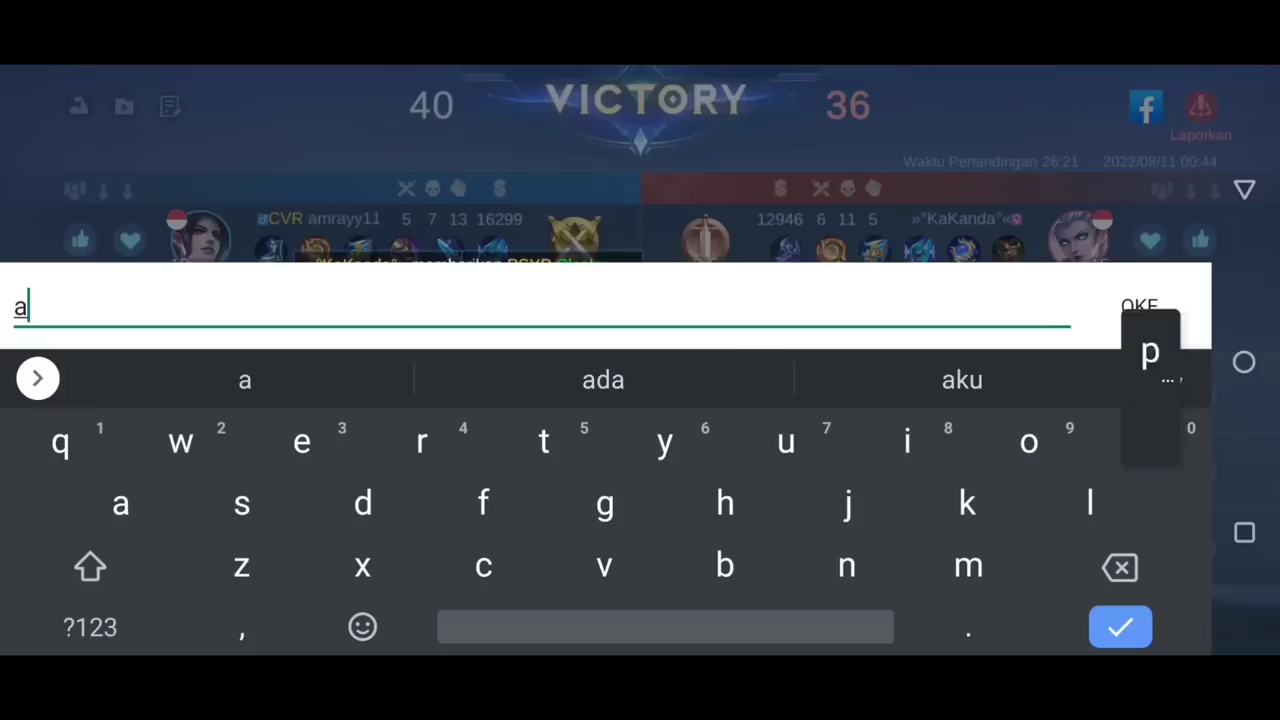 40 VICTORY 36
Laporkan
Waktu Pertandingan 26:21 2022/08/11 00:44
CVR amrayy11 5 7 13 16299 12946 6 11 5 »°KaKanda°«
a OKE
p
a ada aku
q 1 w 2 e 3 r 4 t 5 y 6 u 7 i 8 o 9 0
a s d f g h j k l
z x c v b n m
?123 , .